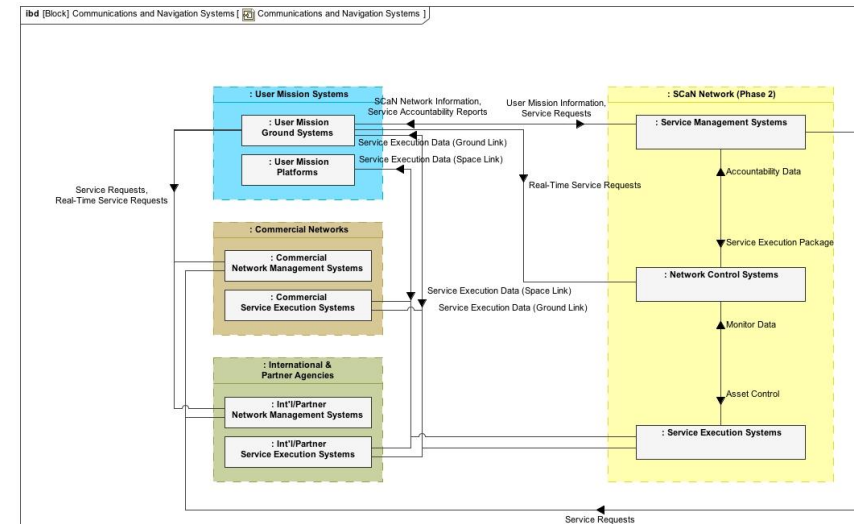 ibd [Block] Communications and Navigation Systems [ Communications and Navigation Systems ]
: User Mission Systems
: User Mission
Ground Systems
: User Mission
Platforms
SCaN Network Information,
Service Accountability Reports
User Mission Information,
Service Requests
Service Execution Data (Ground Link)
Service Execution Data (Space Link)
: SCaN Network (Phase 2)
: Service Management Systems
Accountability Data
Service Requests,
Real-Time Service Requests
Real-Time Service Requests
: Commercial Networks
: Commercial
Network Management Systems
: Commercial
Service Execution Systems
Service Execution Package
: Network Control Systems
Service Execution Data (Space Link)
Service Execution Data (Ground Link)
Monitor Data
: International &
Partner Agencies
: Int'l/Partner
Network Management Systems
: Int'l/Partner
Service Execution Systems
Asset Control
: Service Execution Systems
Service Requests